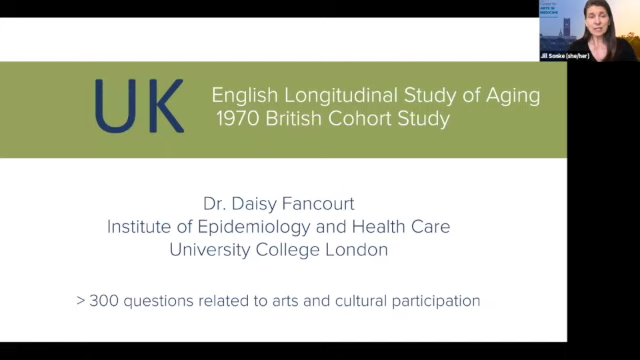 UK
English Longitudinal Study of Aging
1970 British Cohort Study
Dr. Daisy Fancourt
Institute of Epidemiology and Health Care
University College London
> 300 questions related to arts and cultural participation
Jill Sonke (she/her)